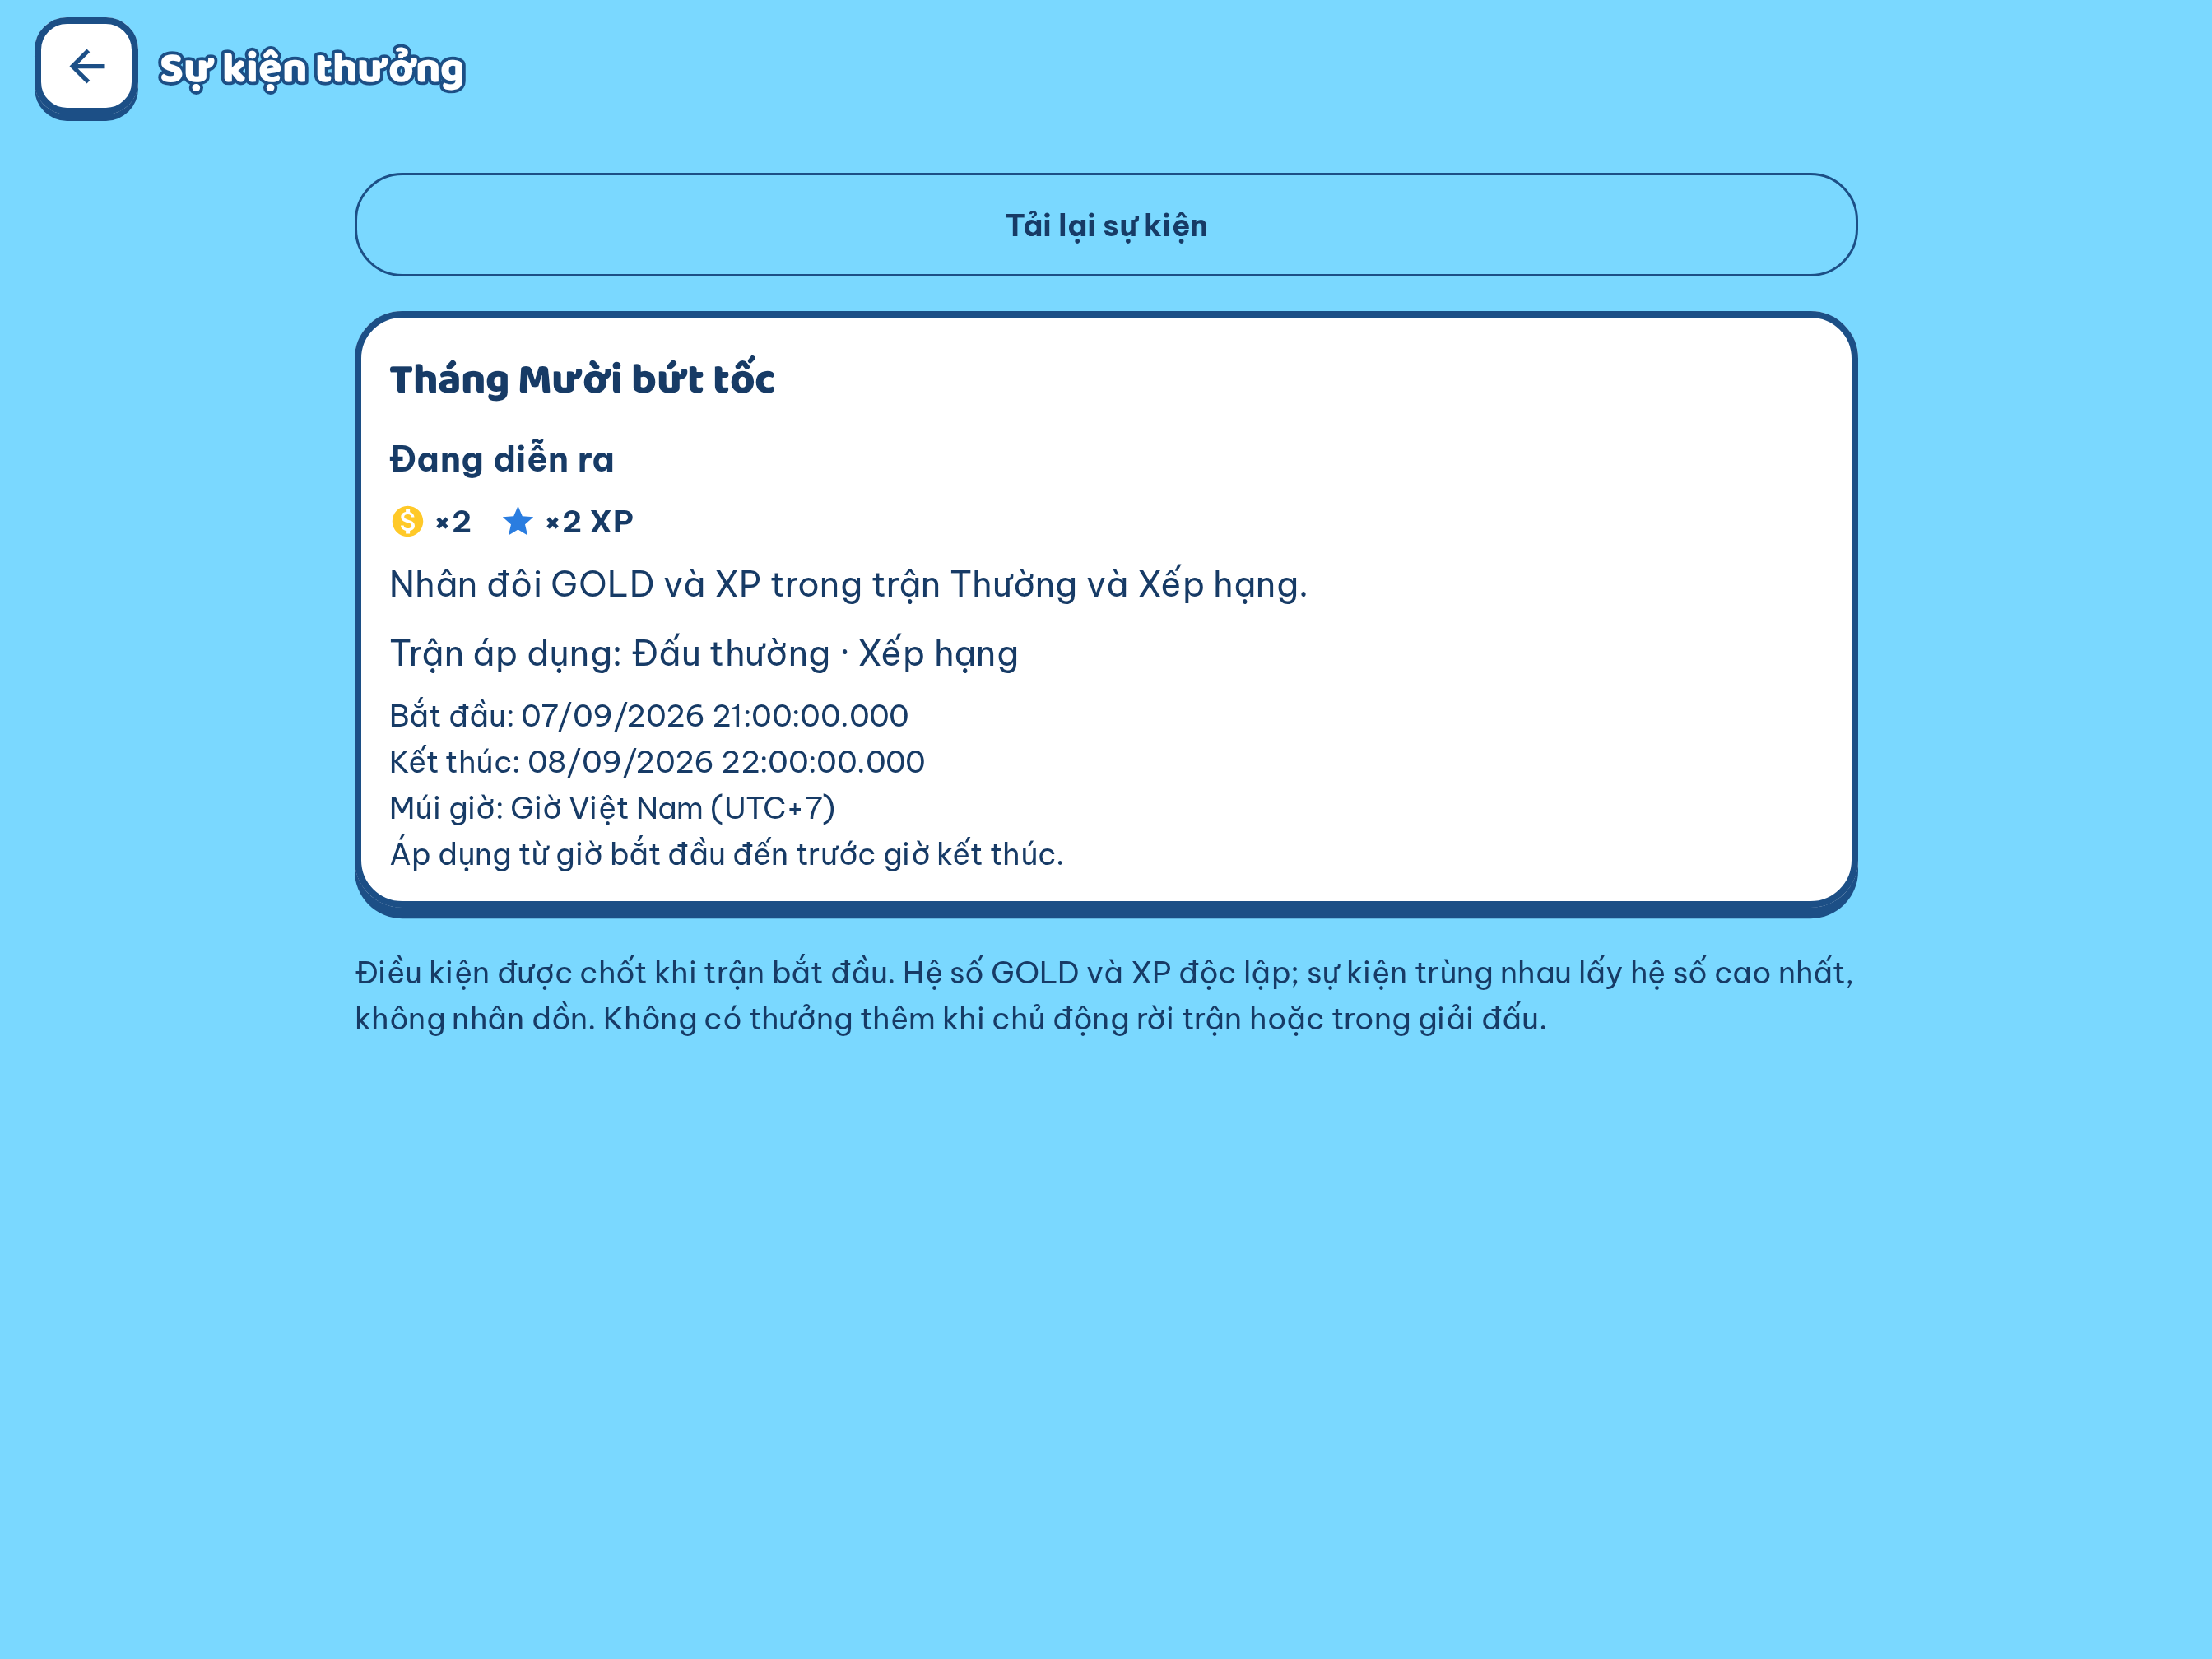 Sự kiện thưởng
Tải lại sự kiện
Tháng Mười bứt tốc
Đang diễn ra
×2 ×2 XP
Nhân đôi GOLD và XP trong trận Thường và Xếp hạng.
Trận áp dụng: Đấu thường · Xếp hạng
Bắt đầu: 07/09/2026 21:00:00.000
Kết thúc: 08/09/2026 22:00:00.000
Múi giờ: Giờ Việt Nam (UTC+7)
Áp dụng từ giờ bắt đầu đến trước giờ kết thúc.
Điều kiện được chốt khi trận bắt đầu. Hệ số GOLD và XP độc lập; sự kiện trùng nhau lấy hệ số cao nhất,
không nhân dồn. Không có thưởng thêm khi chủ động rời trận hoặc trong giải đấu.